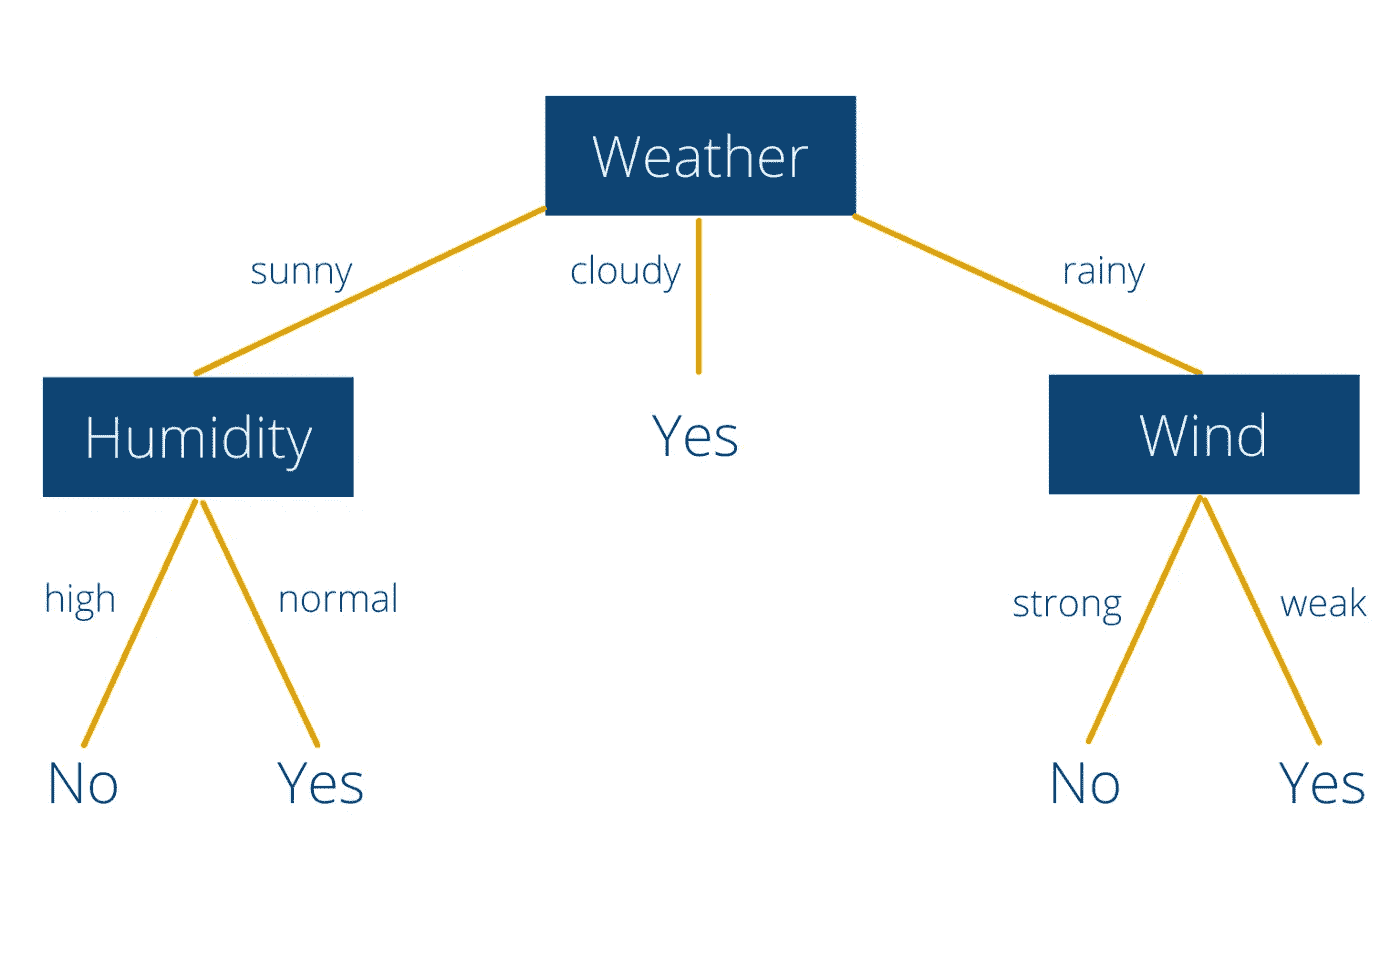 Weather
sunny
cloudy
rainy
Humidity
Yes
Wind
high
normal
strong
weak
No
Yes
No
Yes